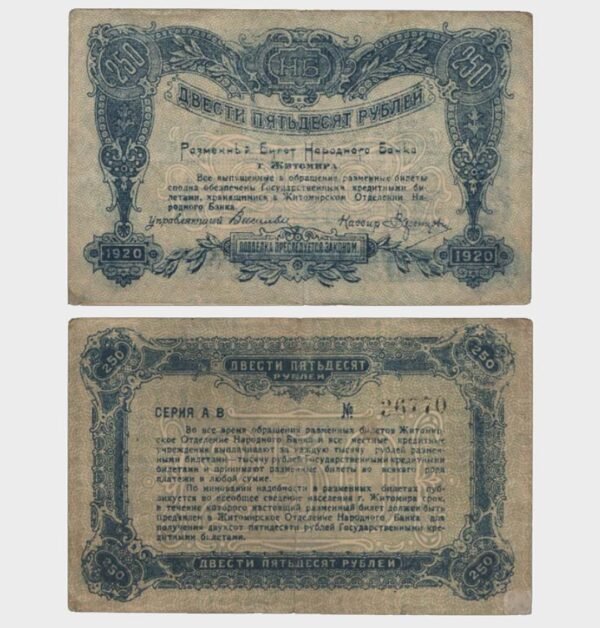 250 НБ 250
ДВЕСТИ ПЯТЬДЕСЯТ РУБЛЕЙ
Разменный Билет Народного Банка
г. Житомира.
Все выпущенные в обращение разменные билеты
сполна обеспечены Государственными кредитными би-
летами, хранящимися в Житомирском Отделении На-
родного Банка.
Управляющий Кассир
ПОДДЕЛКА ПРЕСЛЕДУЕТСЯ ЗАКОНОМ
1920 1920
250 250
ДВЕСТИ ПЯТЬДЕСЯТ
РУБЛЕЙ
СЕРИЯ А В № 26770
Во все время обращения разменных билетов Житомир-
ское Отделение Народного Банка и все местные кредитные
учреждения выплачивают за каждую тысячу рублей размен-
ными билетами—тысячу рублей Государственными кредитными
билетами и принимают разменные билеты во всякого рода
платежи в любой сумме.
По миновании надобности в разменных билетах пуб-
ликуется во всеобщее сведение населения г. Житомира срок,
в течение которого настоящий разменный билет должен быть
предъявлен в Житомирское Отделение Народного Банка для
получения двухсот пятидесяти рублей Государственными кре-
дитными билетами.
ДВЕСТИ ПЯТЬДЕСЯТ РУБЛЕЙ
250 250